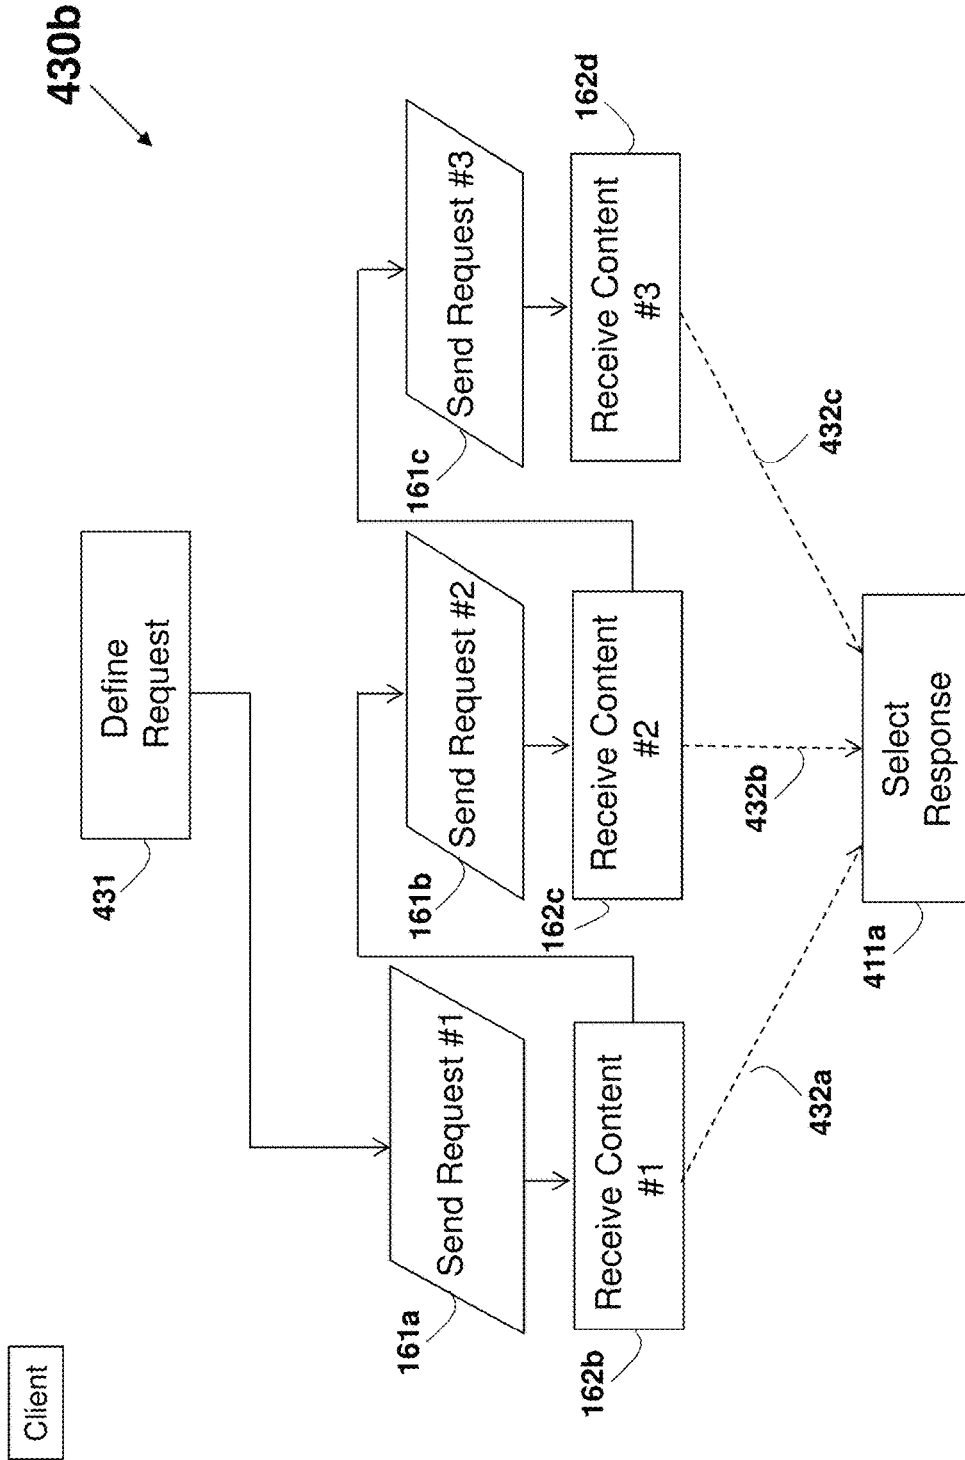 Client
430b
Define
Request
431
Send Request #1
161a
Send Request #2
161b
Send Request #3
161c
Receive Content
#1
162b
Receive Content
#2
162c
Receive Content
#3
162d
432a
432b
432c
Select
Response
411a